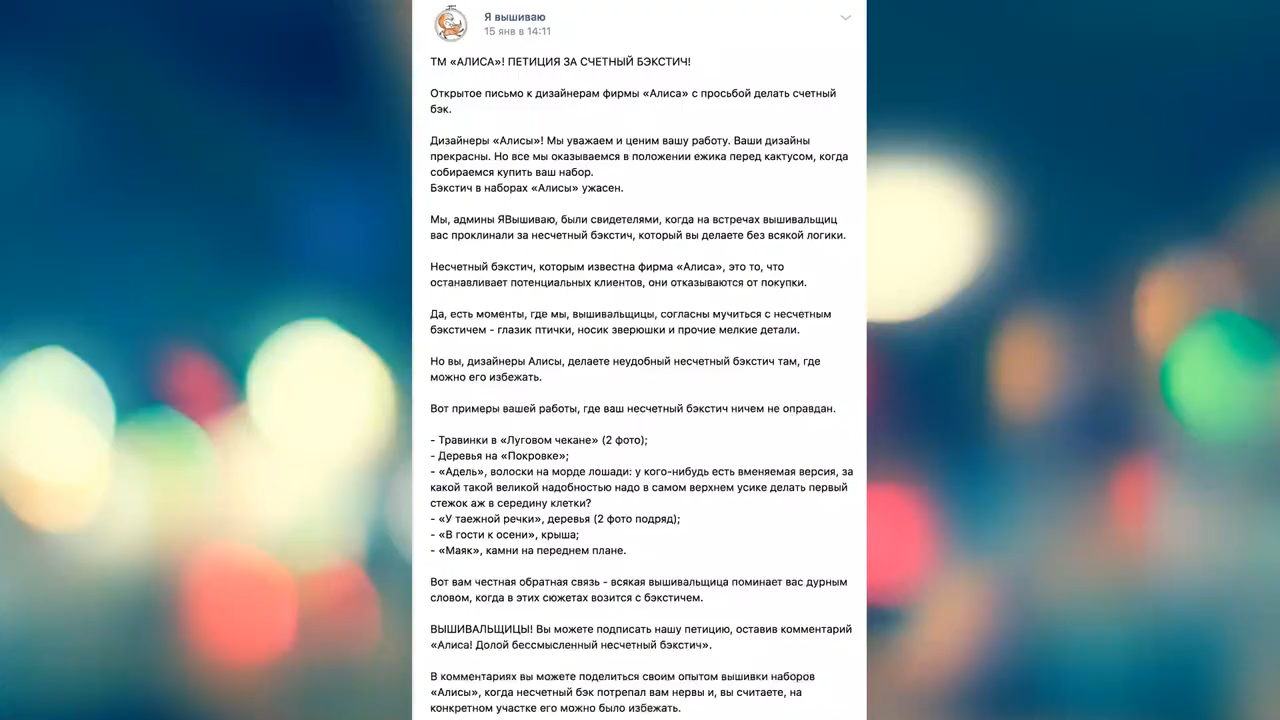 Я вышиваю
15 янв в 14:11
ТМ «АЛИСА»! ПЕТИЦИЯ ЗА СЧЕТНЫЙ БЭКСТИЧ!
Открытое письмо к дизайнерам фирмы «Алиса» с просьбой делать счетный
бэк.
Дизайнеры «Алисы»! Мы уважаем и ценим вашу работу. Ваши дизайны
прекрасны. Но все мы оказываемся в положении ежика перед кактусом, когда
собираемся купить ваш набор.
Бэкстич в наборах «Алисы» ужасен.
Мы, админы ЯВышиваю, были свидетелями, когда на встречах вышивальщиц
вас проклинали за несчетный бэкстич, который вы делаете без всякой логики.
Несчетный бэкстич, которым известна фирма «Алиса», это то, что
останавливает потенциальных клиентов, они отказываются от покупки.
Да, есть моменты, где мы, вышивальщицы, согласны мучиться с несчетным
бэкстичем - глазик птички, носик зверюшки и прочие мелкие детали.
Но вы, дизайнеры Алисы, делаете неудобный несчетный бэкстич там, где
можно его избежать.
Вот примеры вашей работы, где ваш несчетный бэкстич ничем не оправдан.
- Травинки в «Луговом чекане» (2 фото);
- Деревья на «Покровке»;
- «Адель», волоски на морде лошади: у кого-нибудь есть вменяемая версия, за
какой такой великой надобностью надо в самом верхнем усике делать первый
стежок аж в середину клетки?
- «У таежной речки», деревья (2 фото подряд);
- «В гости к осени», крыша;
- «Маяк», камни на переднем плане.
Вот вам честная обратная связь - всякая вышивальщица поминает вас дурным
словом, когда в этих сюжетах возится с бэкстичем.
ВЫШИВАЛЬЩИЦЫ! Вы можете подписать нашу петицию, оставив комментарий
«Алиса! Долой бессмысленный несчетный бэкстич».
В комментариях вы можете поделиться своим опытом вышивки наборов
«Алисы», когда несчетный бэк потрепал вам нервы и, вы считаете, на
конкретном участке его можно было избежать.